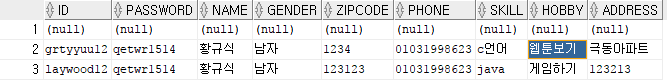 ID PASSWORD NAME GENDER ZIPCODE PHONE SKILL HOBBY ADDRESS
1 (null) (null) (null) (null) (null) (null) (null) (null) (null)
2 grtyyuul2 qetwr1514 황규식 남자 1234 01031998623 c언어 웹툰보기 극동아파트
3 laywood12 qetwr1514 황규식 남자 123123 01031998623 java 게임하기 123213